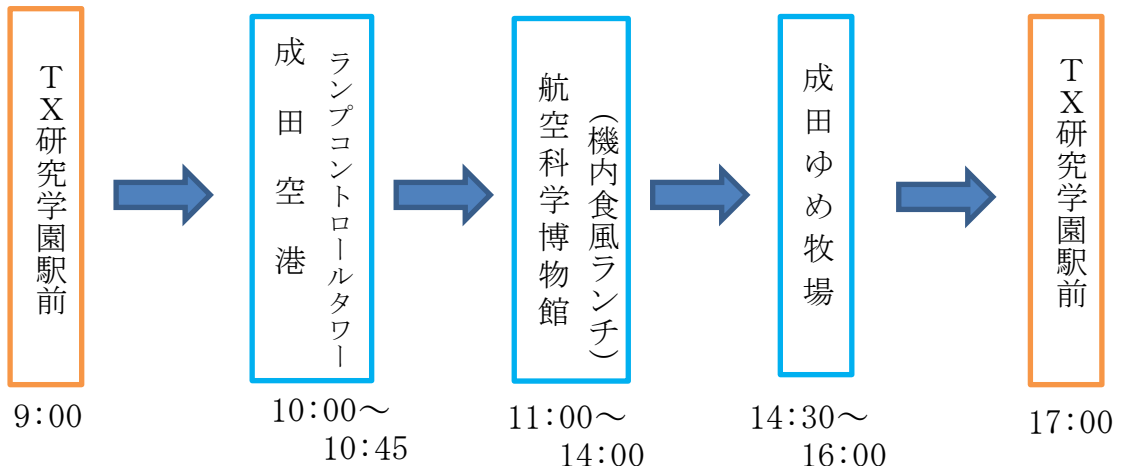 TX研究学園駅前
9:00
成田空港
ランプコントロールタワー
10:00~
10:45
航空科学博物館
(機内食風ランチ)
11:00~
14:00
成田ゆめ牧場
14:30~
16:00
TX研究学園駅前
17:00